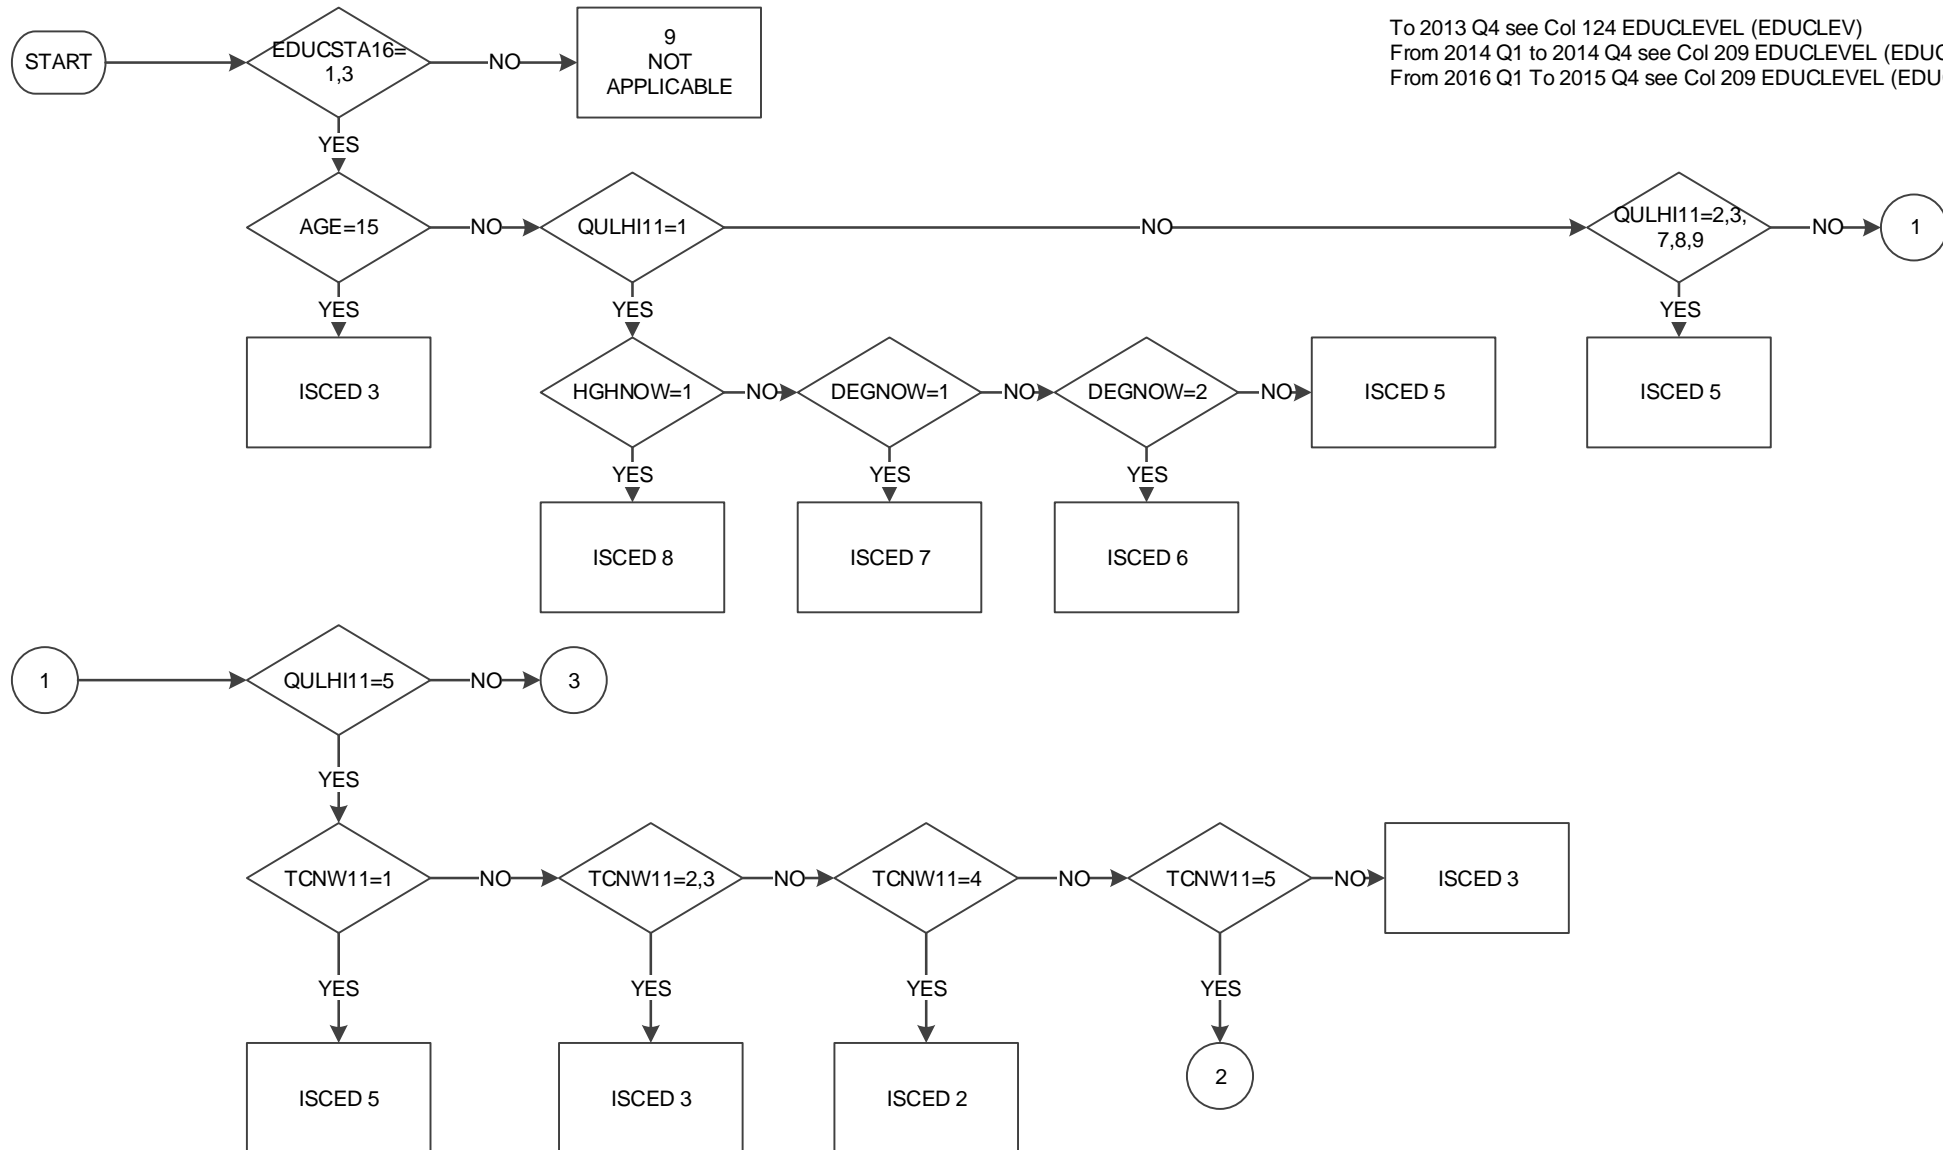 START
EDUCSTA16=
1,3
NO
9
NOT
APPLICABLE
To 2013 Q4 see Col 124 EDUCLEVEL (EDUCLEV)
From 2014 Q1 to 2014 Q4 see Col 209 EDUCLEVEL
From 2016 Q1 To 2015 Q4 see Col 209 EDUCLEVEL
YES
AGE=15
NO
QULHI11=1
NO
QULHI11=2,3,
7,8,9
NO
1
YES
YES
YES
ISCED 3
HGHNOW=1
NO
DEGNOW=1
NO
DEGNOW=2
NO
ISCED 5
ISCED 5
YES
YES
YES
ISCED 8
ISCED 7
ISCED 6
1
QULHI11=5
NO
3
YES
TCNW11=1
NO
TCNW11=2,3
NO
TCNW11=4
NO
TCNW11=5
NO
ISCED 3
YES
YES
YES
YES
ISCED 5
ISCED 3
ISCED 2
2